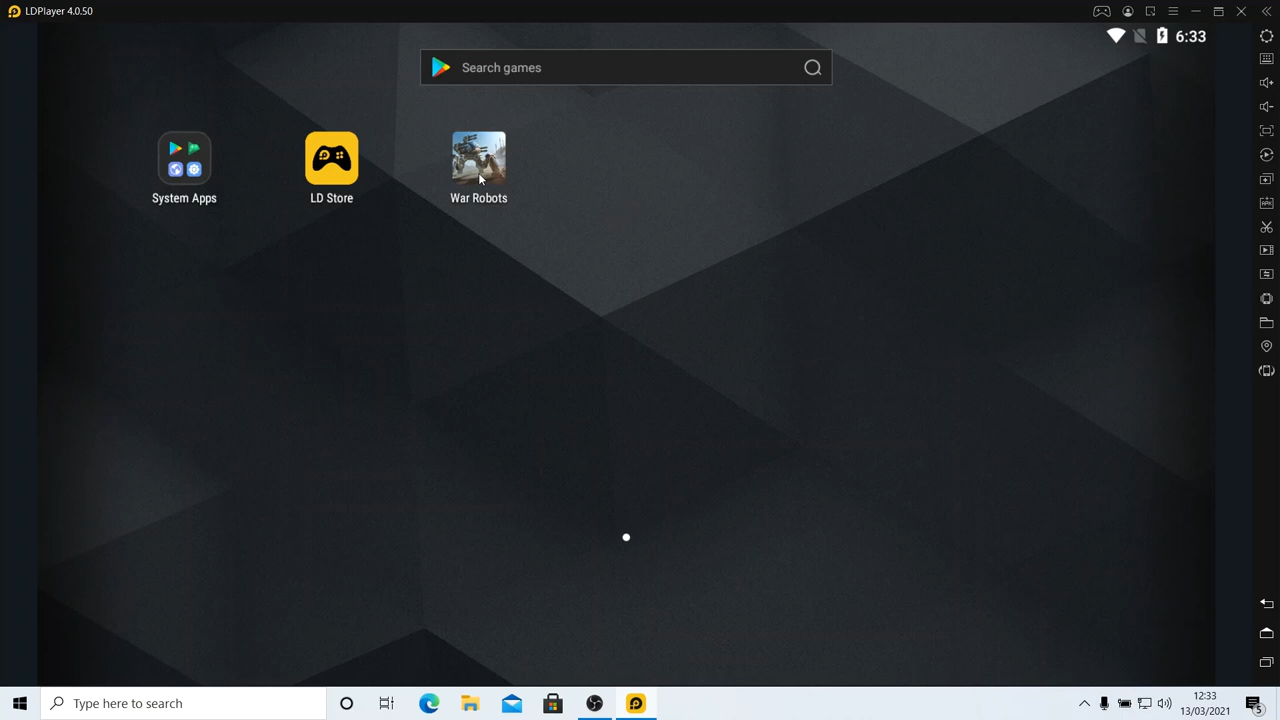 LDPlayer 4.0.50
6:33
Search games
System Apps
LD Store
War Robots
Type here to search
12:33
13/03/2021
5